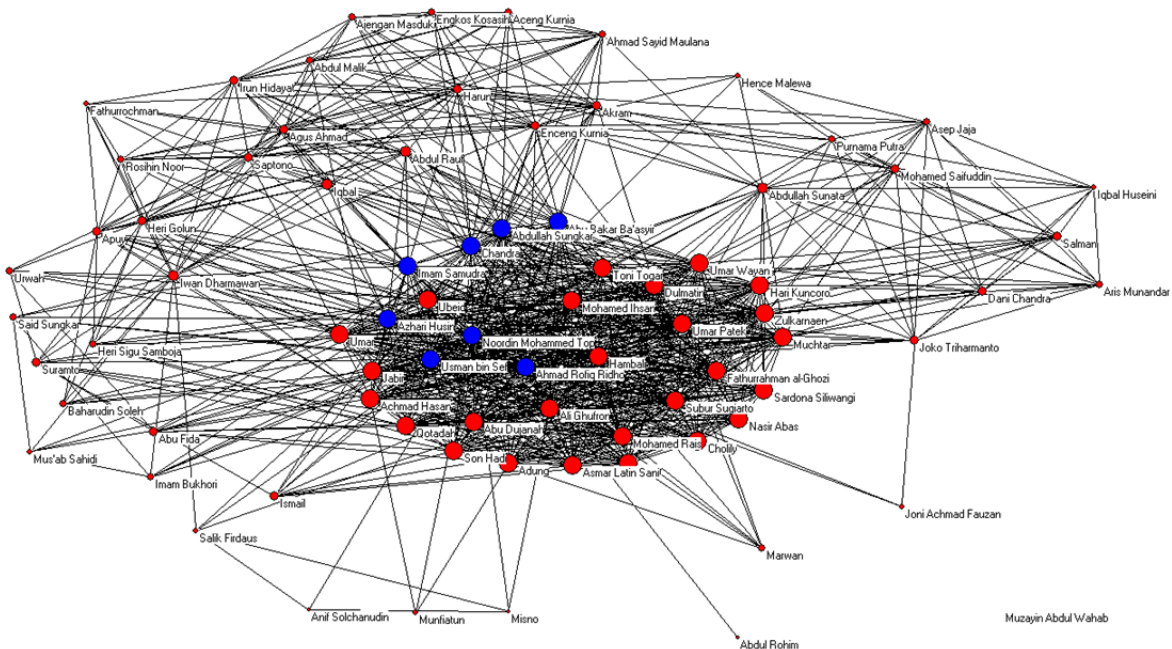 Engkos Kosasih
Aceng Kurnia
Ajengan Masduki
Ahmad Sayid Maulana
Abdul Malik
Hence Malewa
Irun Hidayat
Harun
Fathurrochman
Akram
Asep Jaja
Enceng Kurnia
Agus Ahmad
Purnama Putra
Abdul Rauf
Rosihin Noor
Saptono
Mohamed Saifuddin
Iqbal
Abdullah Sunata
Iqbal Huseini
Heri Golun
Abu Bakar Ba'asyir
Apuy
Abdullah Sungkar
Salman
Chandra
Imam Samudra
Toni Togar
Umar Wayan
Urwah
Iwan Dharmawan
Dulmatin
Hari Kuncoro
Aris Munandar
Dani Chandra
Ubeid
Mohamed Ihsan
Zulkarnaen
Said Sungkar
Azhari Husin
Umar Patek
Umar
Noordin Mohammed Top
Muchtar
Joko Triharmanto
Heri Sigu Samboja
Usman bin Sef
Hambali
Suramto
Ahmad Rofiq Ridho
Jabir
Fathurrahman al-Ghozi
Sardona Siliwangi
Achmad Hasan
Subur Sugiarto
Baharudin Soleh
Ali Ghufron
Nasir Abas
Abu Dujanah
Qotadah
Abu Fida
Mohamed Rais
Cholily
Mus'ab Sahidi
Son Hadi
Adung
Asmar Latin Sani
Imam Bukhori
Ismail
Joni Achmad Fauzan
Salik Firdaus
Marwan
Anif Solchanudin
Munfiatun
Misno
Muzayin Abdul Wahab
Abdul Rohim